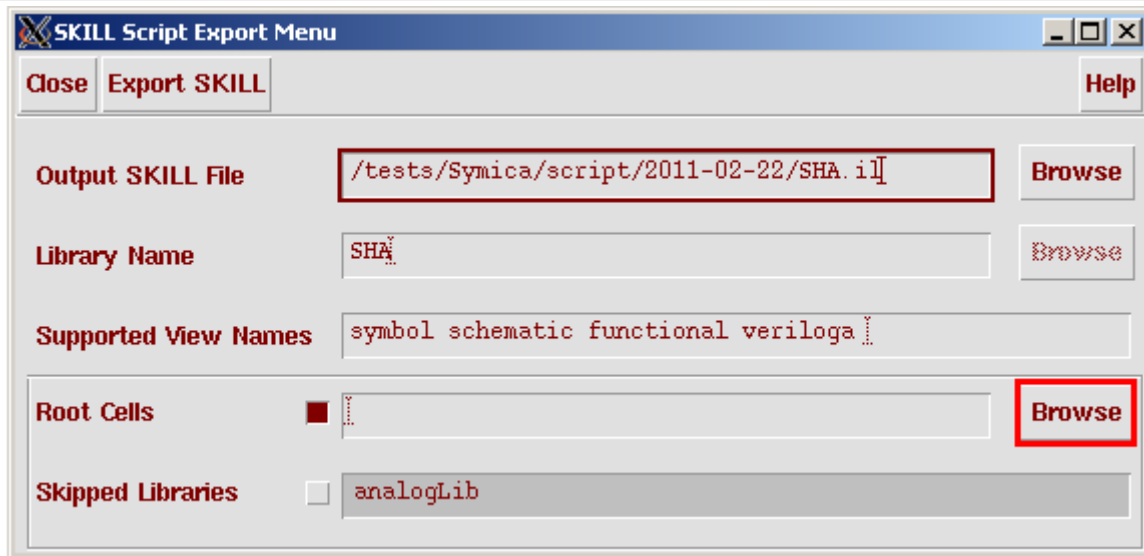 SKILL Script Export Menu
Close Export SKILL Help
Output SKILL File /tests/Symica/script/2011-02-22/SHA.il Browse
Library Name SHA Browse
Supported View Names symbol schematic functional veriloga
Root Cells Browse
Skipped Libraries analogLib